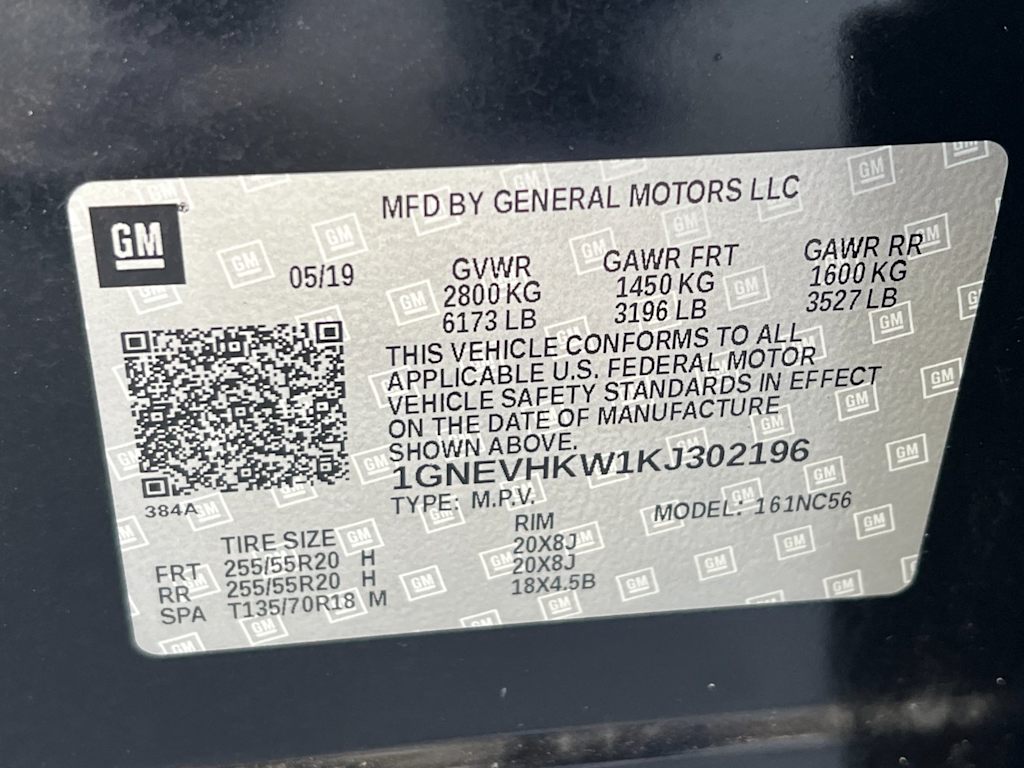 GM
MFD BY GENERAL MOTORS LLC
05/19
GVWR GAWR FRT GAWR RR
2800 KG 1450 KG 1600 KG
6173 LB 3196 LB 3527 LB
THIS VEHICLE CONFORMS TO ALL
APPLICABLE U.S. FEDERAL MOTOR
VEHICLE SAFETY STANDARDS IN EFFECT
ON THE DATE OF MANUFACTURE
SHOWN ABOVE.
1GNEVHKW1KJ302196
384A
TYPE: M.P.V. MODEL: 161NC56
TIRE SIZE RIM
FRT 255/55R20 H 20X8J
RR 255/55R20 H 20X8J
SPA T135/70R18 M 18X4.5B